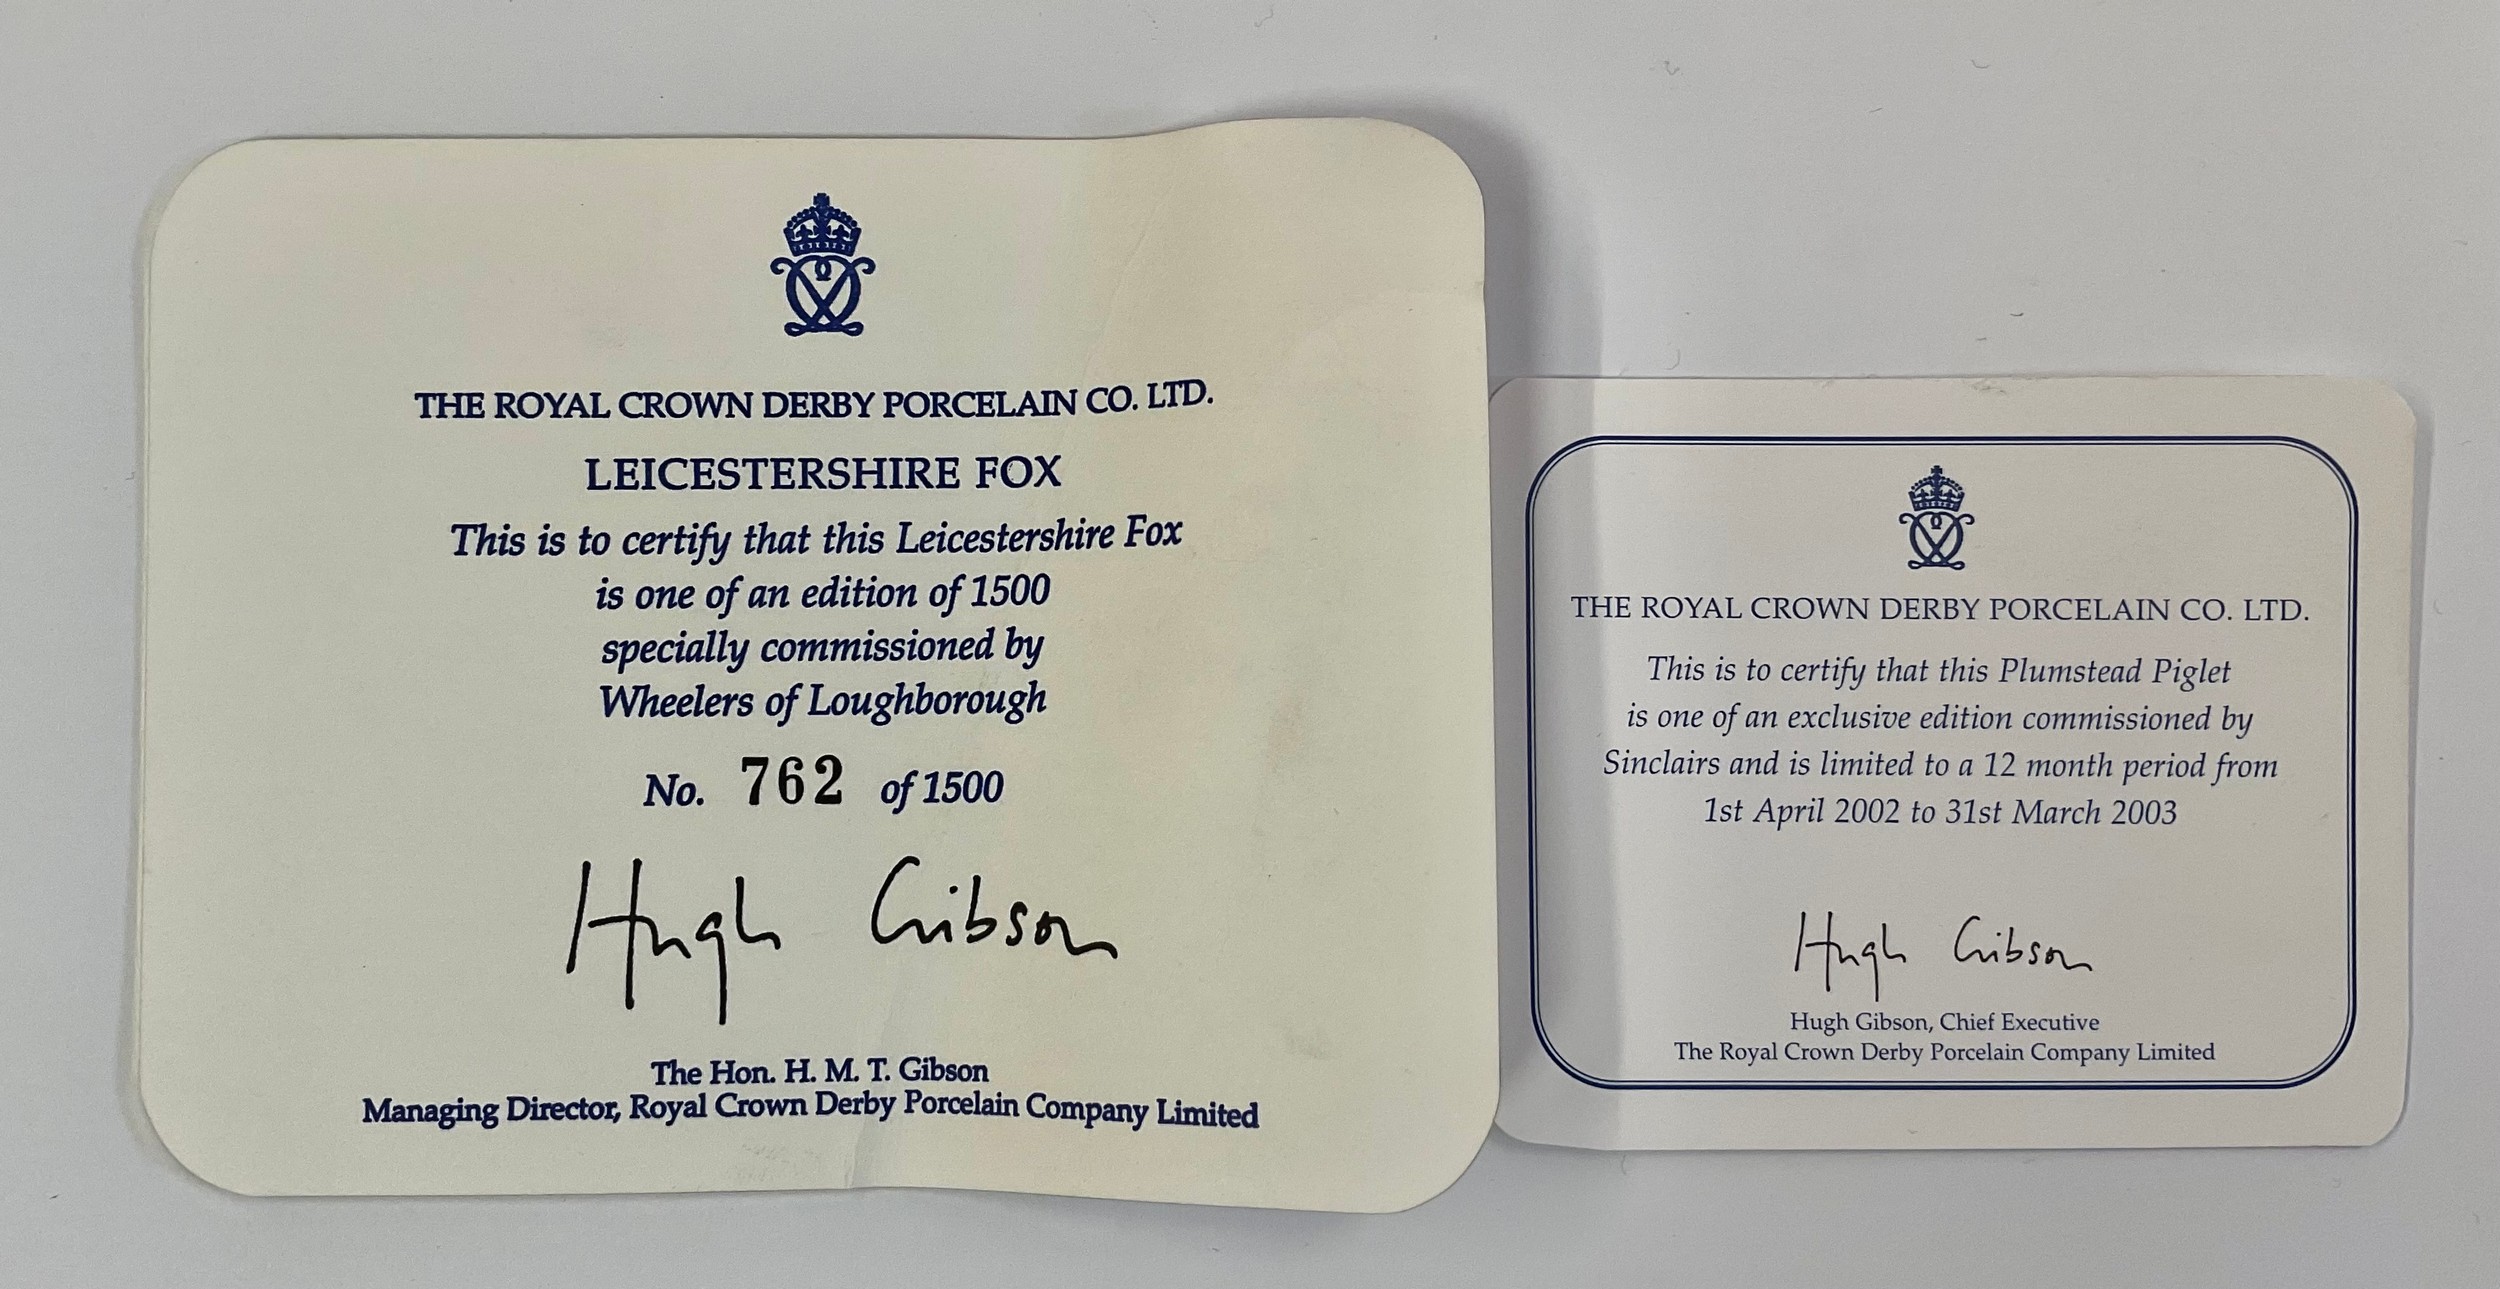 THE ROYAL CROWN DERBY PORCELAIN CO. LTD.
LEICESTERSHIRE FOX
This is to certify that this Leicestershire Fox
is one of an edition of 1500
specially commissioned by
Wheelers of Loughborough
No. 762 of 1500
Hugh Gibson
The Hon. H. M. T. Gibson
Managing Director, Royal Crown Derby Porcelain Company Limited
THE ROYAL CROWN DERBY PORCELAIN CO. LTD.
This is to certify that this Plumstead Piglet
is one of an exclusive edition commissioned by
Sinclairs and is limited to a 12 month period from
1st April 2002 to 31st March 2003
Hugh Gibson
Hugh Gibson, Chief Executive
The Royal Crown Derby Porcelain Company Limited